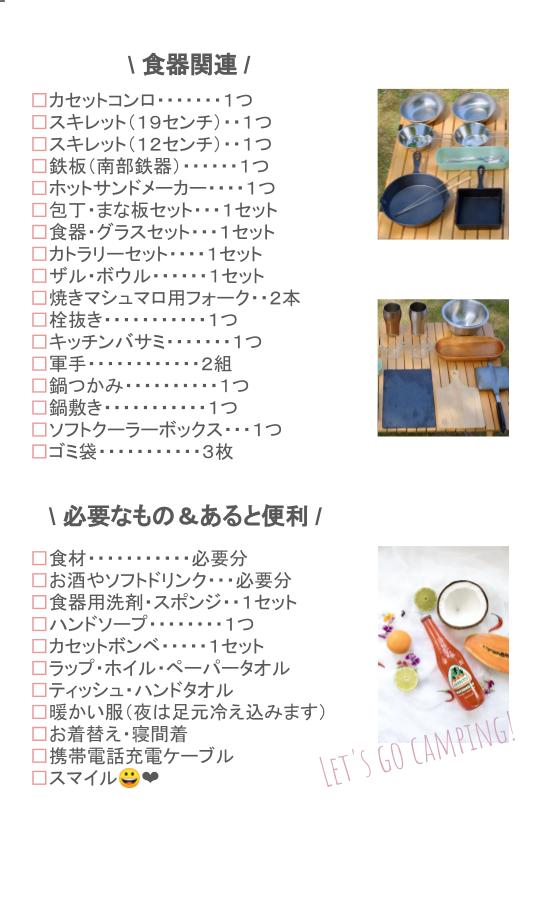 \ 食器関連 /
□カセットコンロ・・・・・・・1つ
□スキレット（19センチ）・・1つ
□スキレット（12センチ）・・1つ
□鉄板（南部鉄器）・・・・・・1つ
□ホットサンドメーカー・・・・1つ
□包丁・まな板セット・・・1セット
□食器・グラスセット・・・1セット
□カトラリーセット・・・・1セット
□ザル・ボウル・・・・・・1セット
□焼きマシュマロ用フォーク・・2本
□栓抜き・・・・・・・・・・・1つ
□キッチンバサミ・・・・・・・1つ
□軍手・・・・・・・・・・・・2組
□鍋つかみ・・・・・・・・・・1つ
□鍋敷き・・・・・・・・・・・1つ
□ソフトクーラーボックス・・・1つ
□ゴミ袋・・・・・・・・・・・3枚
\ 必要なもの＆あると便利 /
□食材・・・・・・・・・・・必要分
□お酒やソフトドリンク・・・必要分
□食器用洗剤・スポンジ・・1セット
□ハンドソープ・・・・・・・・1つ
□カセットボンベ・・・・・1セット
□ラップ・ホイル・ペーパータオル
□ティッシュ・ハンドタオル
□暖かい服（夜は足元冷え込みます）
□お着替え・寝間着
□携帯電話充電ケーブル
□スマイル😀❤
LET'S GO CAMPING!